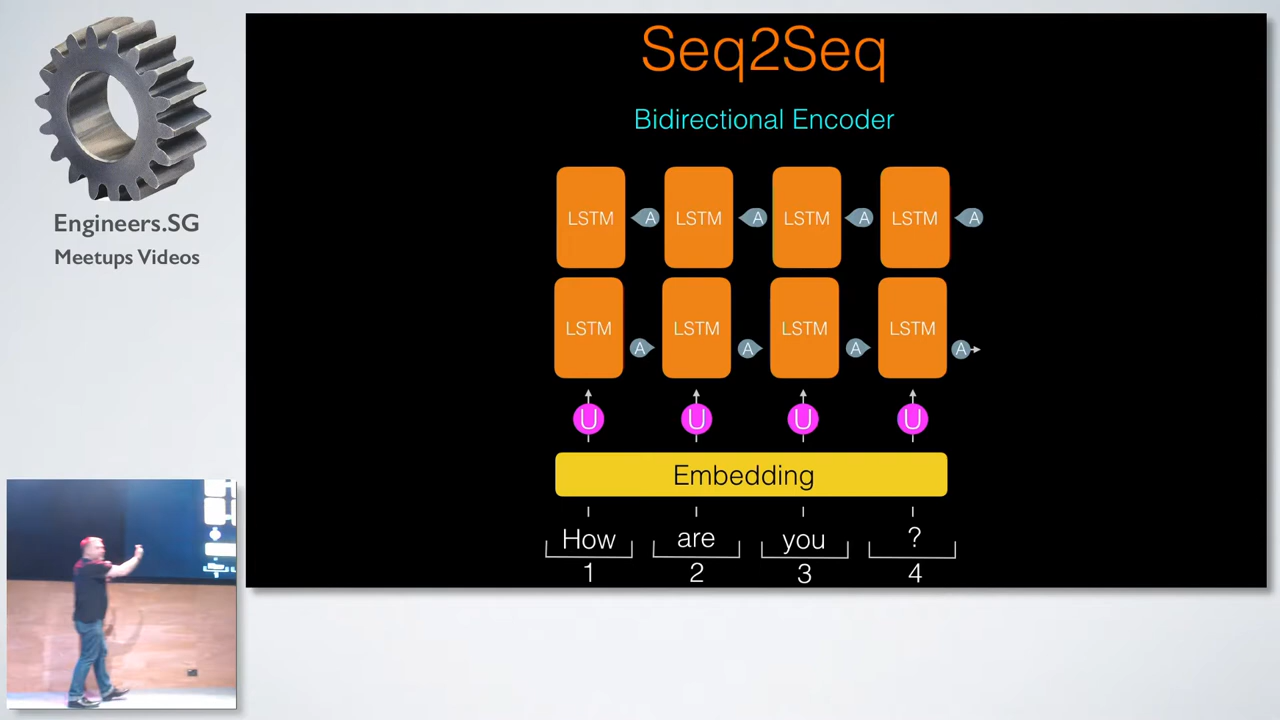 Engineers.SG
Meetups Videos
Seq2Seq
Bidirectional Encoder
LSTM A LSTM A LSTM A LSTM A
LSTM A LSTM A LSTM A LSTM A
U U U U
Embedding
How are you ?
1 2 3 4